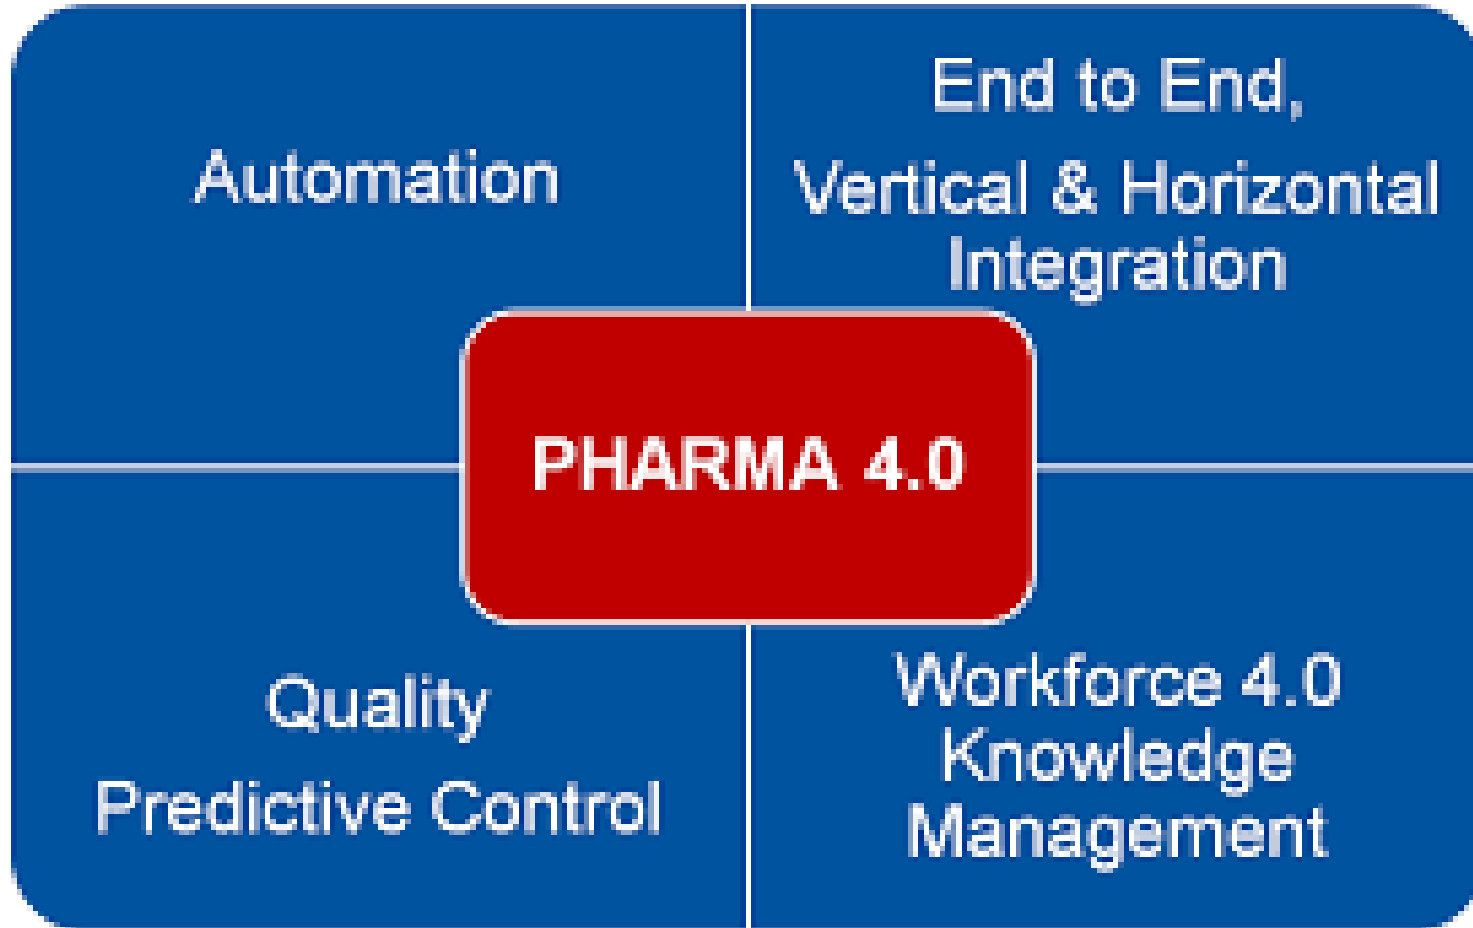 Automation
End to End,
Vertical & Horizontal
Integration
PHARMA 4.0
Quality
Predictive Control
Workforce 4.0
Knowledge
Management